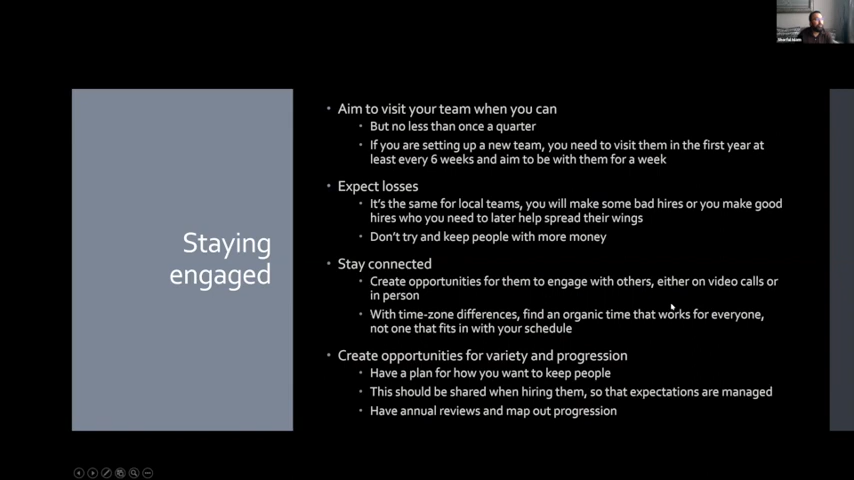 Staying
engaged
Aim to visit your team when you can
But no less than once a quarter
If you are setting up a new team, you need to visit them in the first year at
least every 6 weeks and aim to be with them for a week
Expect losses
It's the same for local teams, you will make some bad hires or you make good
hires who you need to later help spread their wings
Don't try and keep people with more money
Stay connected
Create opportunities for them to engage with others, either on video calls or
in person
With time-zone differences, find an organic time that works for everyone,
not one that fits in with your schedule
Create opportunities for variety and progression
Have a plan for how you want to keep people
This should be shared when hiring them, so that expectations are managed
Have annual reviews and map out progression